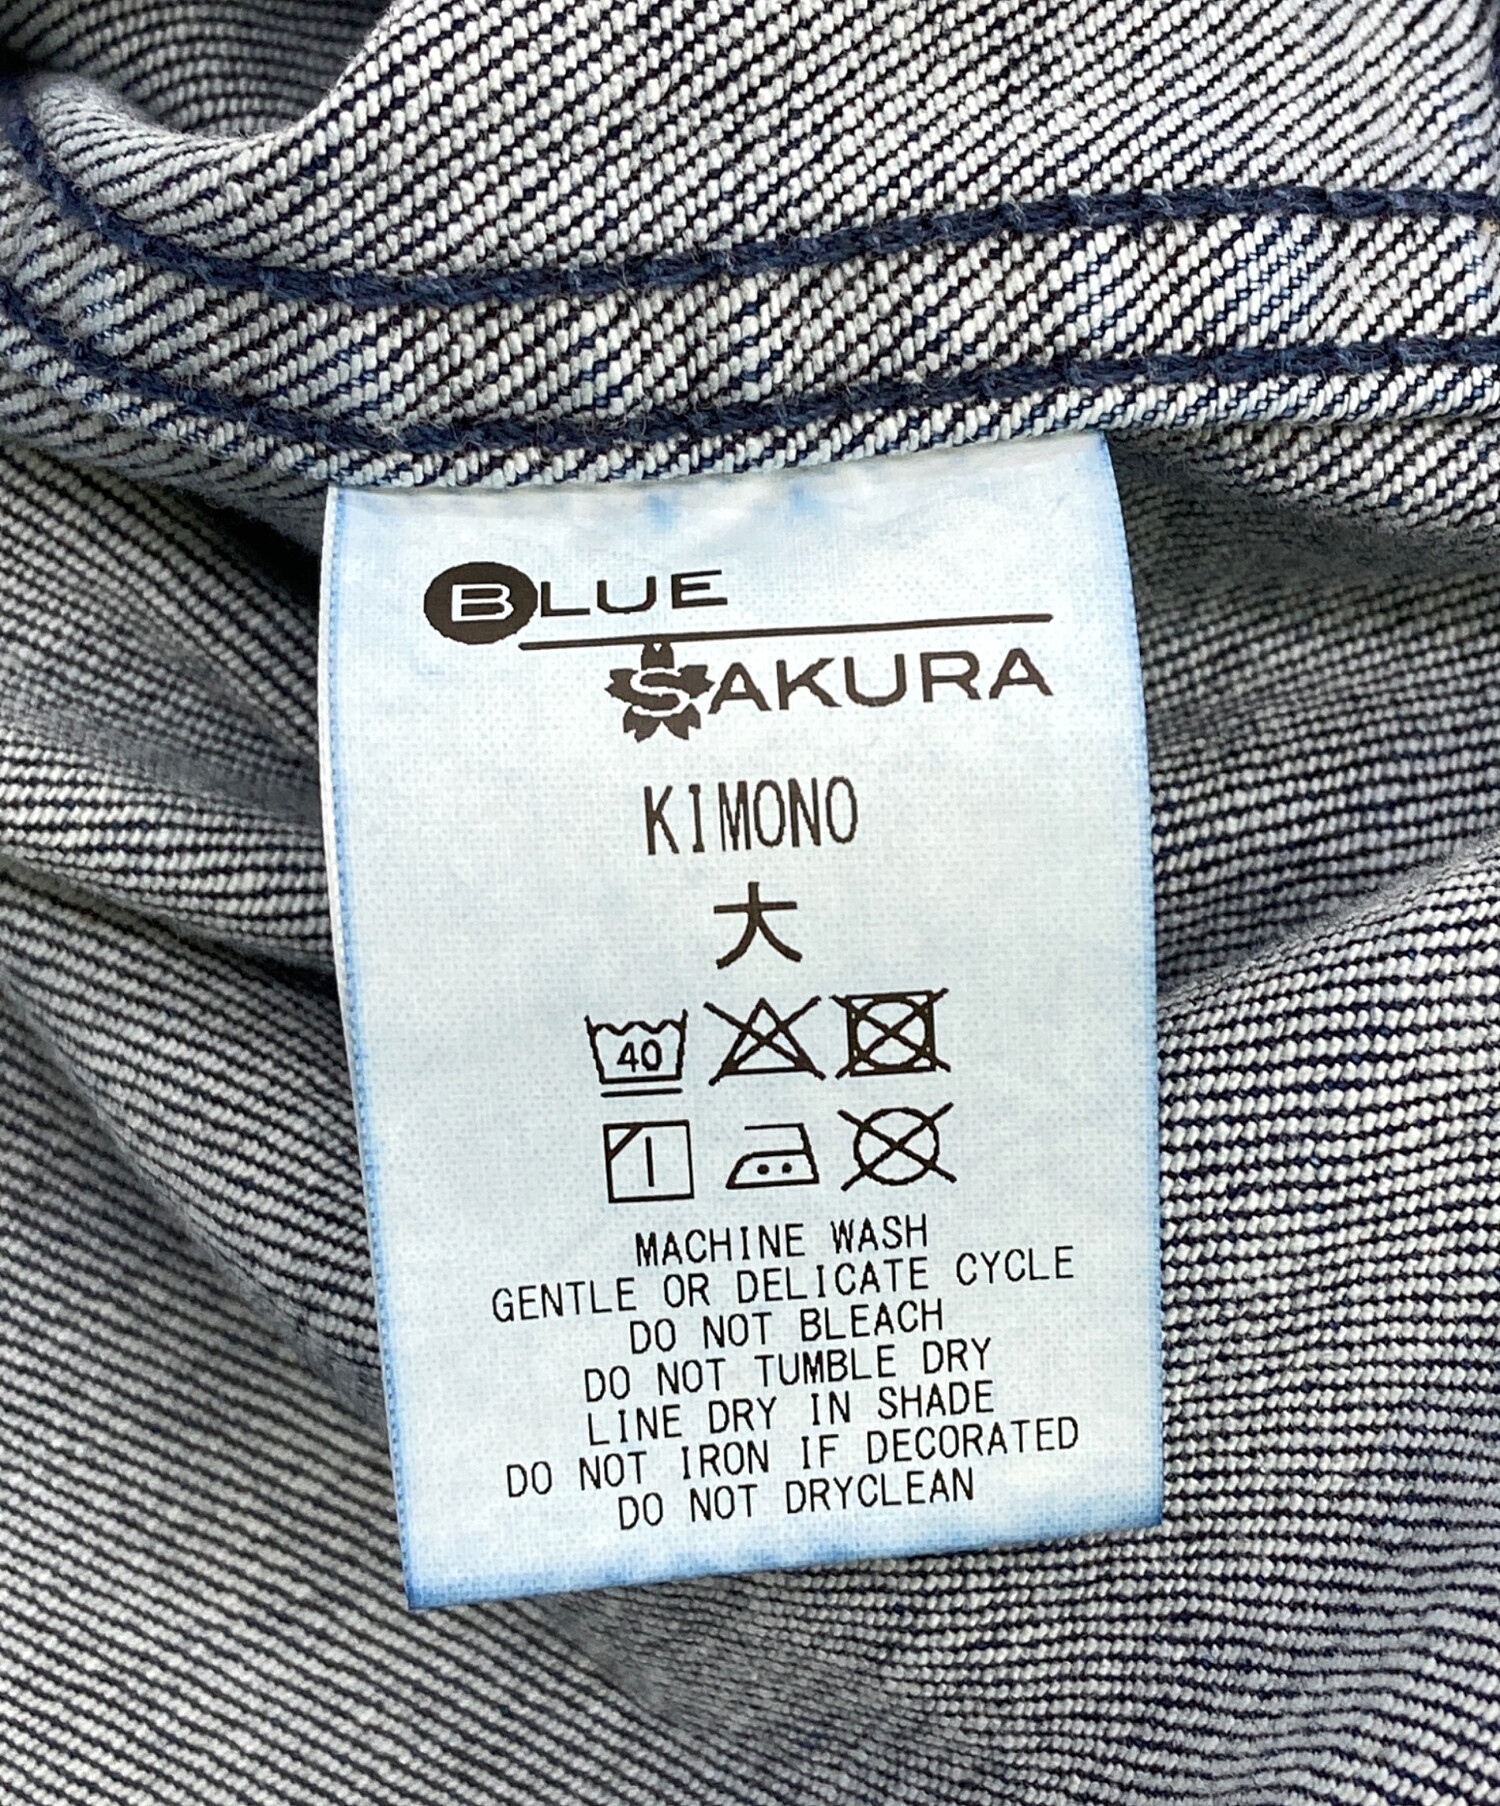 BLUE
SAKURA
KIMONO
大
40
MACHINE WASH
GENTLE OR DELICATE CYCLE
DO NOT BLEACH
DO NOT TUMBLE DRY
LINE DRY IN SHADE
DO NOT IRON IF DECORATED
DO NOT DRYCLEAN